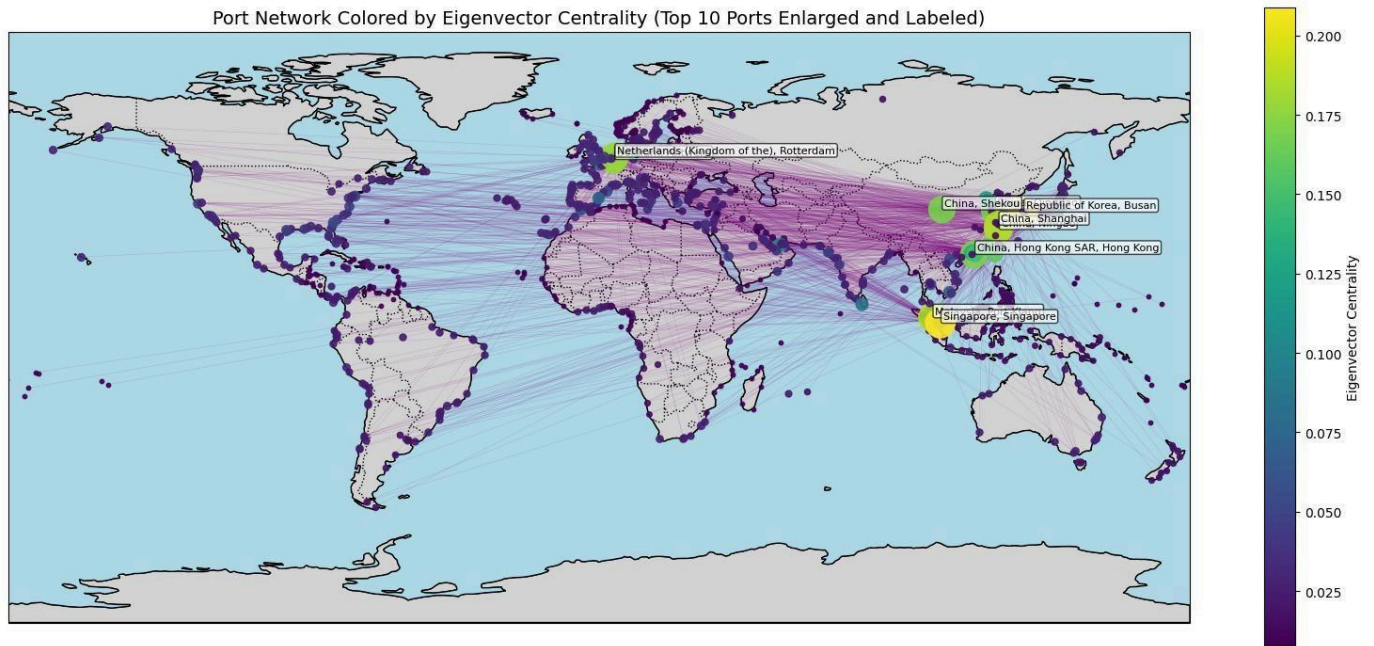 Port Network Colored by Eigenvector Centrality (Top 10 Ports Enlarged and Labeled)
0.200
0.175
0.150
0.125
0.100
0.075
0.050
0.025
Eigenvector Centrality
Netherlands (Kingdom of the), Rotterdam
China, Shekou
Republic of Korea, Busan
China, Shanghai
China, Hong Kong SAR, Hong Kong
Singapore, Singapore